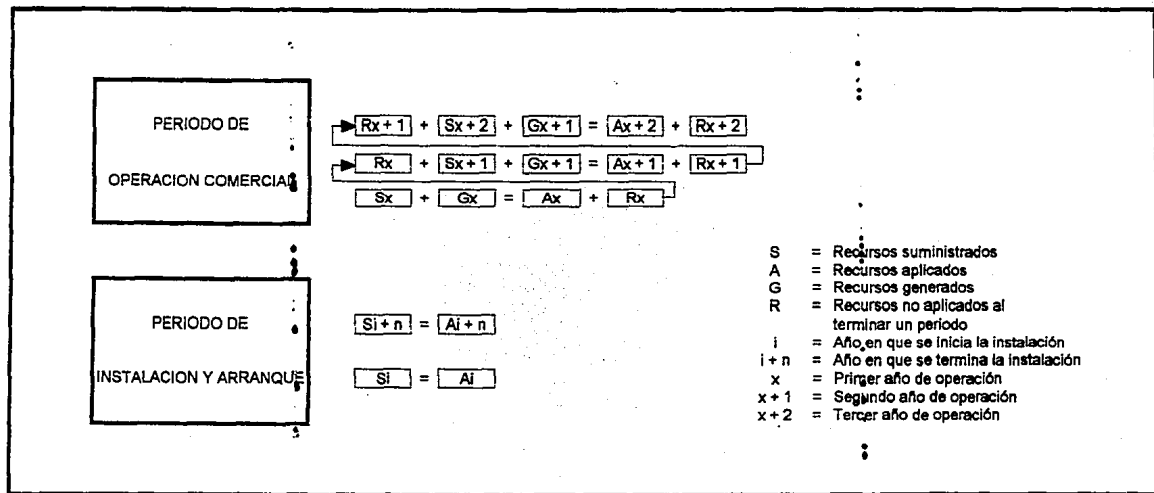 PERIODO DE
OPERACION COMERCIAL
Rx + 1 + Sx + 2 + Gx + 1 = Ax + 2 + Rx + 2
Rx + Sx + 1 + Gx + 1 = Ax + 1 + Rx + 1
Sx + Gx = Ax + Rx
PERIODO DE
INSTALACION Y ARRANQUE
Si + n = Ai + n
Si = Ai
S = Recursos suministrados
A = Recursos aplicados
G = Recursos generados
R = Recursos no aplicados al
terminar un periodo
i = Año en que se inicia la instalación
i + n = Año en que se termina la instalación
x = Primer año de operación
x + 1 = Segundo año de operación
x + 2 = Tercer año de operación